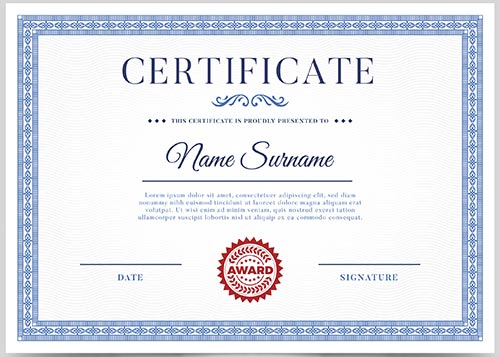 CERTIFICATE
THIS CERTIFICATE IS PROUDLY PRESENTED TO
Name Surname
Lorem ipsum dolor sit amet, consectetuer adipiscing elit, sed diam
nonummy nibh euismod tincidunt ut laoreet dolore magna aliquam erat
volutpat. Ut wisi enim ad minim veniam, quis nostrud exerci tation
ullamcorper suscipit lobortis nisl ut aliquip ex ea commodo consequat.
AWARD
DATE
SIGNATURE